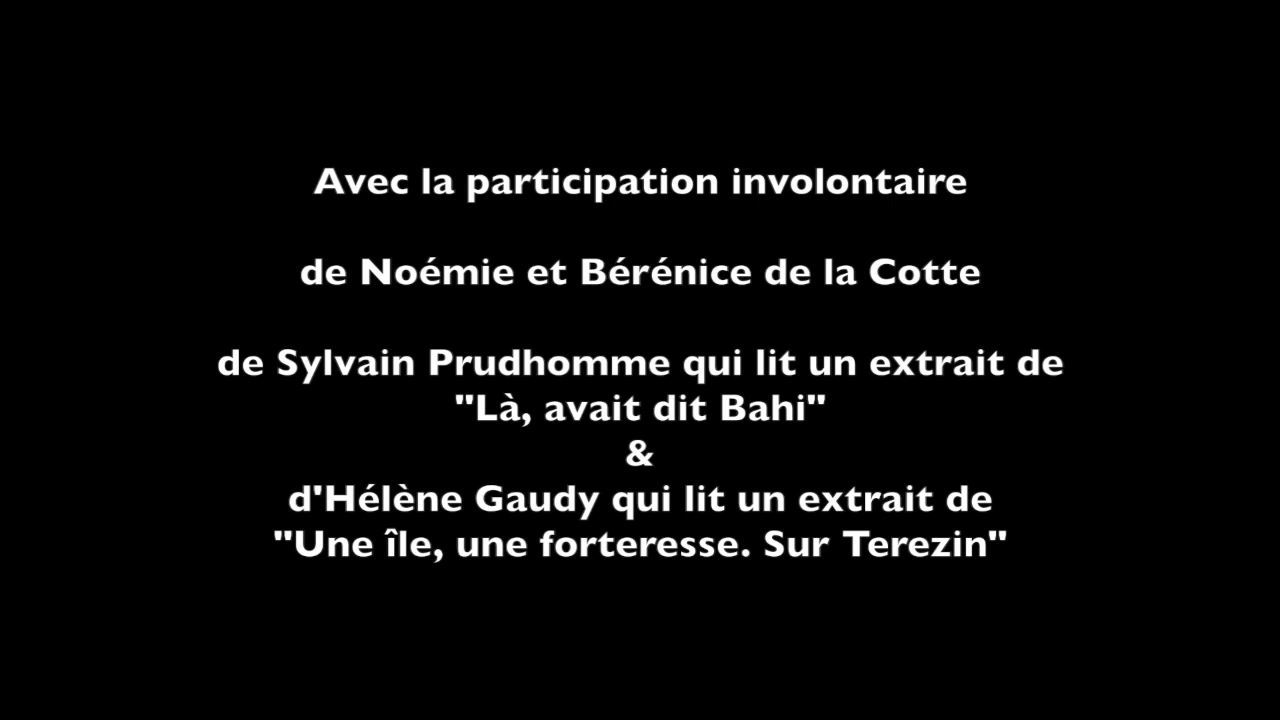 Avec la participation involontaire
de Noémie et Bérénice de la Cotte
de Sylvain Prudhomme qui lit un extrait de
"Là, avait dit Bahi"
&
d'Hélène Gaudy qui lit un extrait de
"Une île, une forteresse. Sur Terezin"